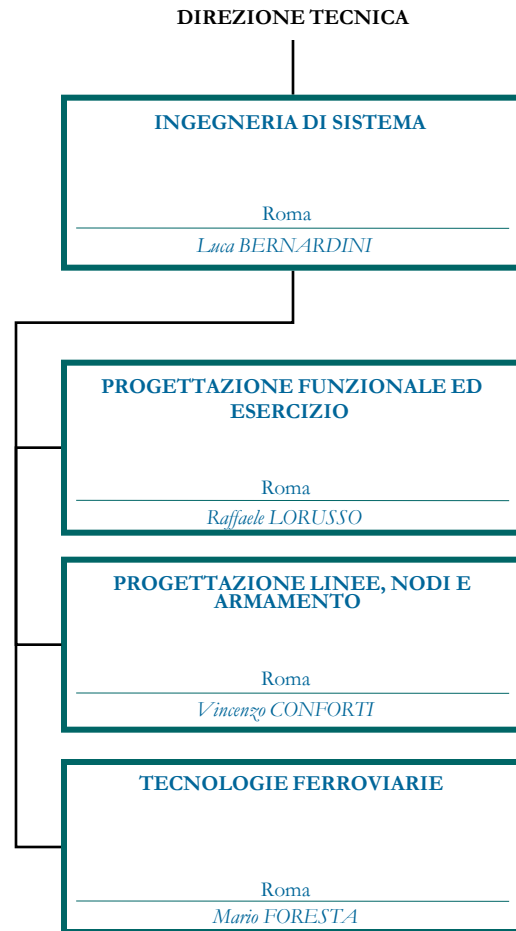 DIREZIONE TECNICA
INGEGNERIA DI SISTEMA
Roma
Luca BERNARDINI
PROGETTAZIONE FUNZIONALE ED
ESERCIZIO
Roma
Raffaele LORUSSO
PROGETTAZIONE LINEE, NODI E
ARMAMENTO
Roma
Vincenzo CONFORTI
TECNOLOGIE FERROVIARIE
Roma
Mario FORESTA